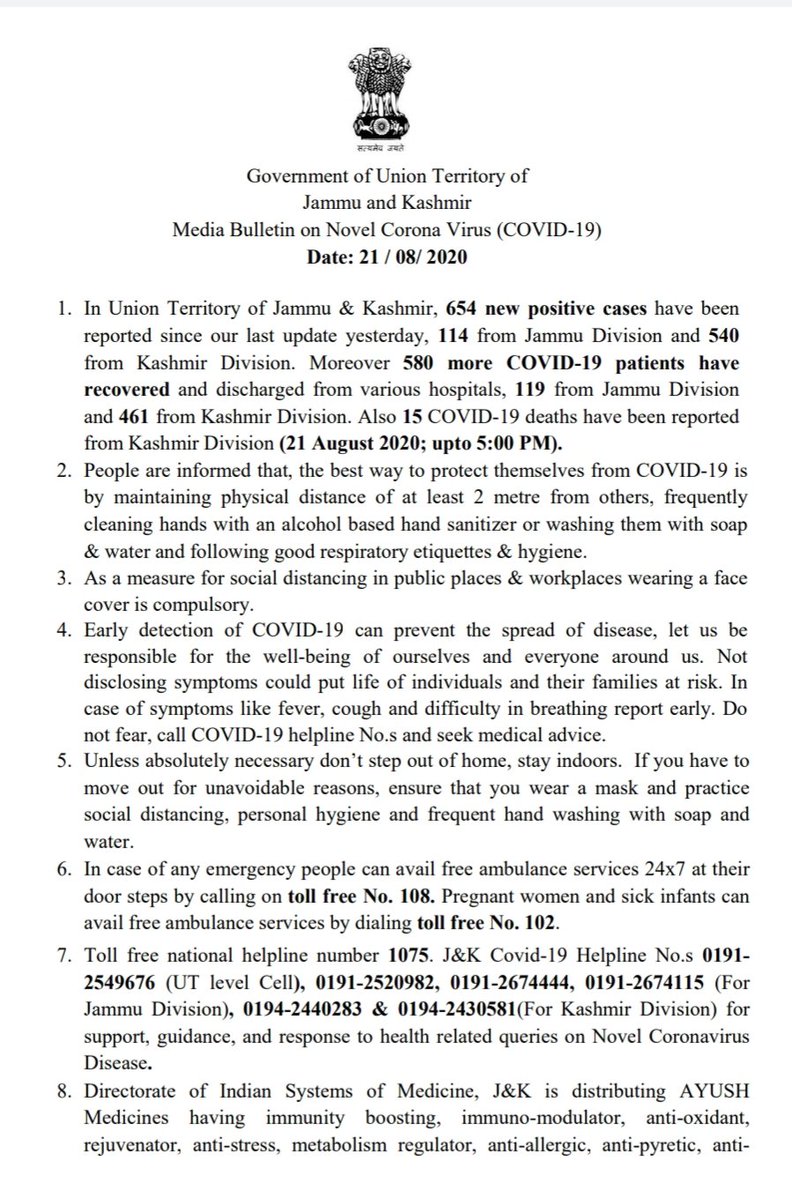 सत्यमेव जयते
Government of Union Territory of
Jammu and Kashmir
Media Bulletin on Novel Corona Virus (COVID-19)
Date: 21 / 08/ 2020
1. In Union Territory of Jammu & Kashmir, 654 new positive cases have been
reported since our last update yesterday, 114 from Jammu Division and 540
from Kashmir Division. Moreover 580 more COVID-19 patients have
recovered and discharged from various hospitals, 119 from Jammu Division
and 461 from Kashmir Division. Also 15 COVID-19 deaths have been reported
from Kashmir Division (21 August 2020; upto 5:00 PM).
2. People are informed that, the best way to protect themselves from COVID-19 is
by maintaining physical distance of at least 2 metre from others, frequently
cleaning hands with an alcohol based hand sanitizer or washing them with soap
& water and following good respiratory etiquettes & hygiene.
3. As a measure for social distancing in public places & workplaces wearing a face
cover is compulsory.
4. Early detection of COVID-19 can prevent the spread of disease, let us be
responsible for the well-being of ourselves and everyone around us. Not
disclosing symptoms could put life of individuals and their families at risk. In
case of symptoms like fever, cough and difficulty in breathing report early. Do
not fear, call COVID-19 helpline No.s and seek medical advice.
5. Unless absolutely necessary don’t step out of home, stay indoors. If you have to
move out for unavoidable reasons, ensure that you wear a mask and practice
social distancing, personal hygiene and frequent hand washing with soap and
water.
6. In case of any emergency people can avail free ambulance services 24x7 at their
door steps by calling on toll free No. 108. Pregnant women and sick infants can
avail free ambulance services by dialing toll free No. 102.
7. Toll free national helpline number 1075. J&K Covid-19 Helpline No.s 0191-
2549676 (UT level Cell), 0191-2520982, 0191-2674444, 0191-2674115 (For
Jammu Division), 0194-2440283 & 0194-2430581(For Kashmir Division) for
support, guidance, and response to health related queries on Novel Coronavirus
Disease.
8. Directorate of Indian Systems of Medicine, J&K is distributing AYUSH
Medicines having immunity boosting, immuno-modulator, anti-oxidant,
rejuvenator, anti-stress, metabolism regulator, anti-allergic, anti-pyretic, anti-